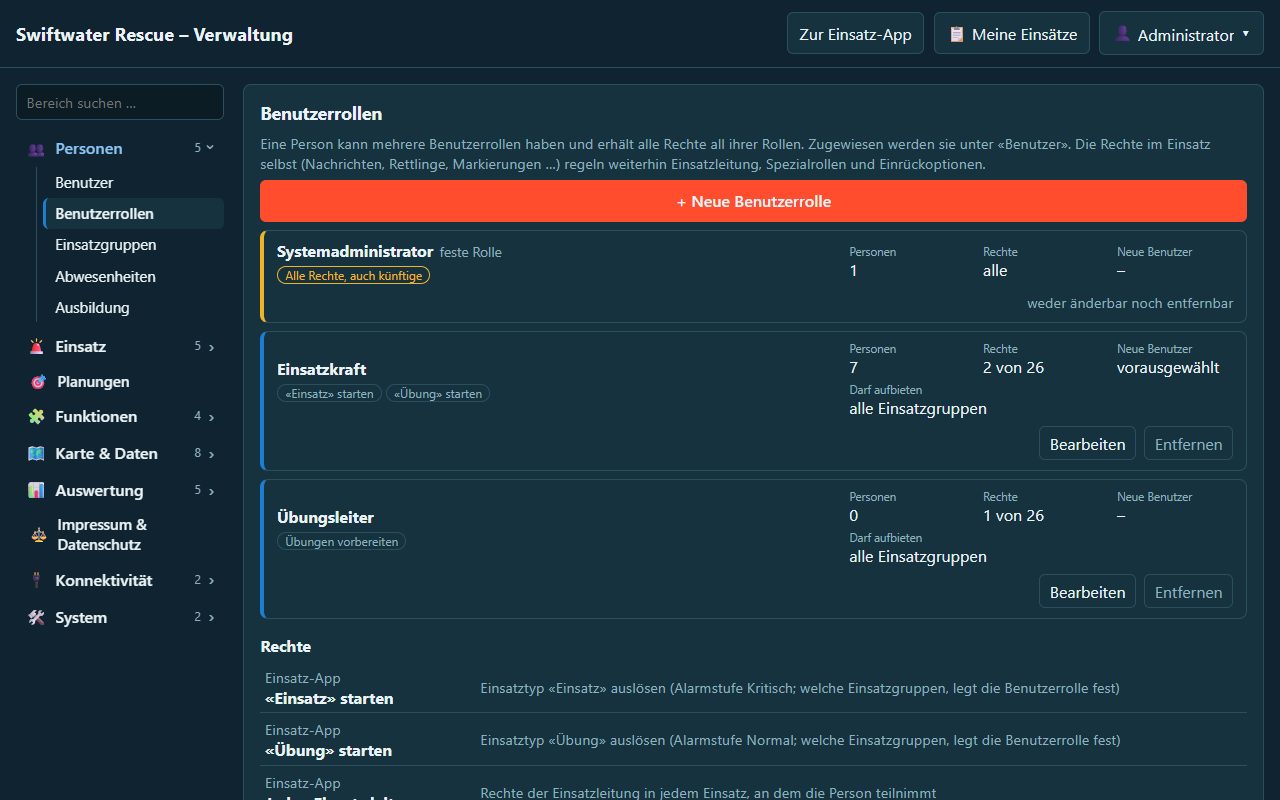 Swiftwater Rescue – Verwaltung
Zur Einsatz-App
Meine Einsätze
Administrator
Bereich suchen ...
Personen 5
Benutzer
Benutzerrollen
Einsatzgruppen
Abwesenheiten
Ausbildung
Einsatz 5
Planungen
Funktionen 4
Karte & Daten 8
Auswertung 5
Impressum &
Datenschutz
Konnektivität 2
System 2
Benutzerrollen
Eine Person kann mehrere Benutzerrollen haben und erhält alle Rechte all ihrer Rollen. Zugewiesen werden sie unter «Benutzer». Die Rechte im Einsatz
selbst (Nachrichten, Rettlinge, Markierungen ...) regeln weiterhin Einsatzleitung, Spezialrollen und Einrückoptionen.
+ Neue Benutzerrolle
Systemadministrator feste Rolle
Alle Rechte, auch künftige
Personen Rechte Neue Benutzer
1 alle –
weder änderbar noch entfernbar
Einsatzkraft
«Einsatz» starten «Übung» starten
Personen Rechte Neue Benutzer
7 2 von 26 vorausgewählt
Darf aufbieten
alle Einsatzgruppen
Bearbeiten Entfernen
Übungsleiter
Übungen vorbereiten
Personen Rechte Neue Benutzer
0 1 von 26 –
Darf aufbieten
alle Einsatzgruppen
Bearbeiten Entfernen
Rechte
Einsatz-App
«Einsatz» starten
Einsatztyp «Einsatz» auslösen (Alarmstufe Kritisch; welche Einsatzgruppen, legt die Benutzerrolle fest)
Einsatz-App
«Übung» starten
Einsatztyp «Übung» auslösen (Alarmstufe Normal; welche Einsatzgruppen, legt die Benutzerrolle fest)
Einsatz-App
Rechte der Einsatzleitung in jedem Einsatz, an dem die Person teilnimmt